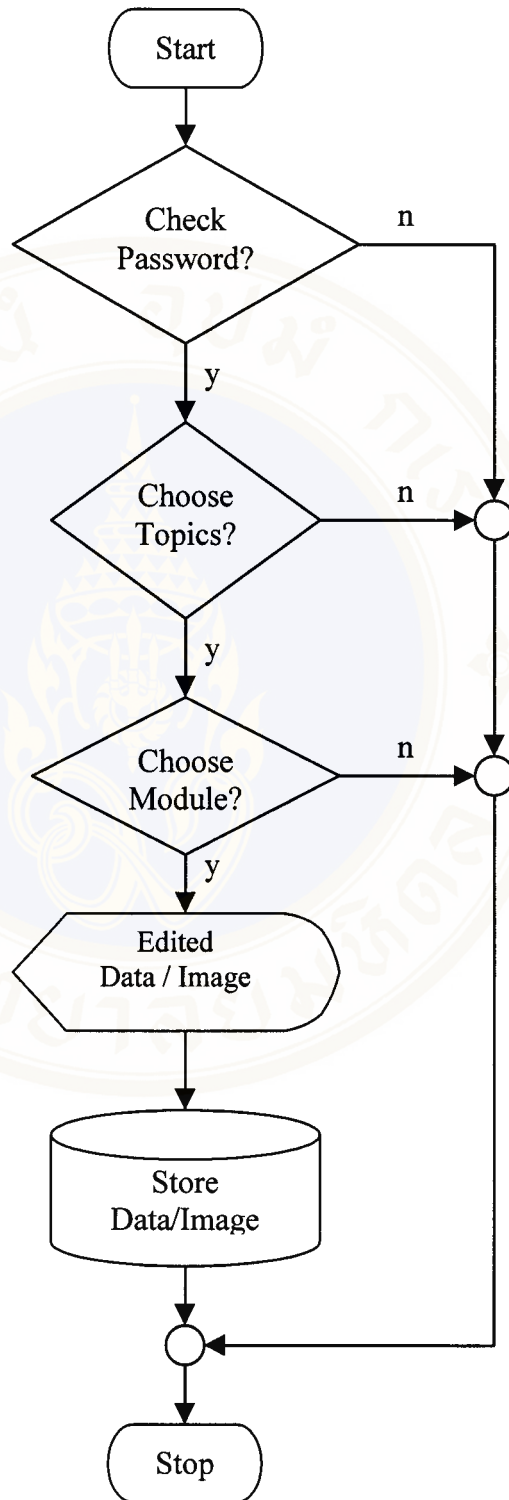 Start
Check
Password?
n
y
Choose
Topics?
n
y
Choose
Module?
n
y
Edited
Data / Image
Store
Data/Image
Stop